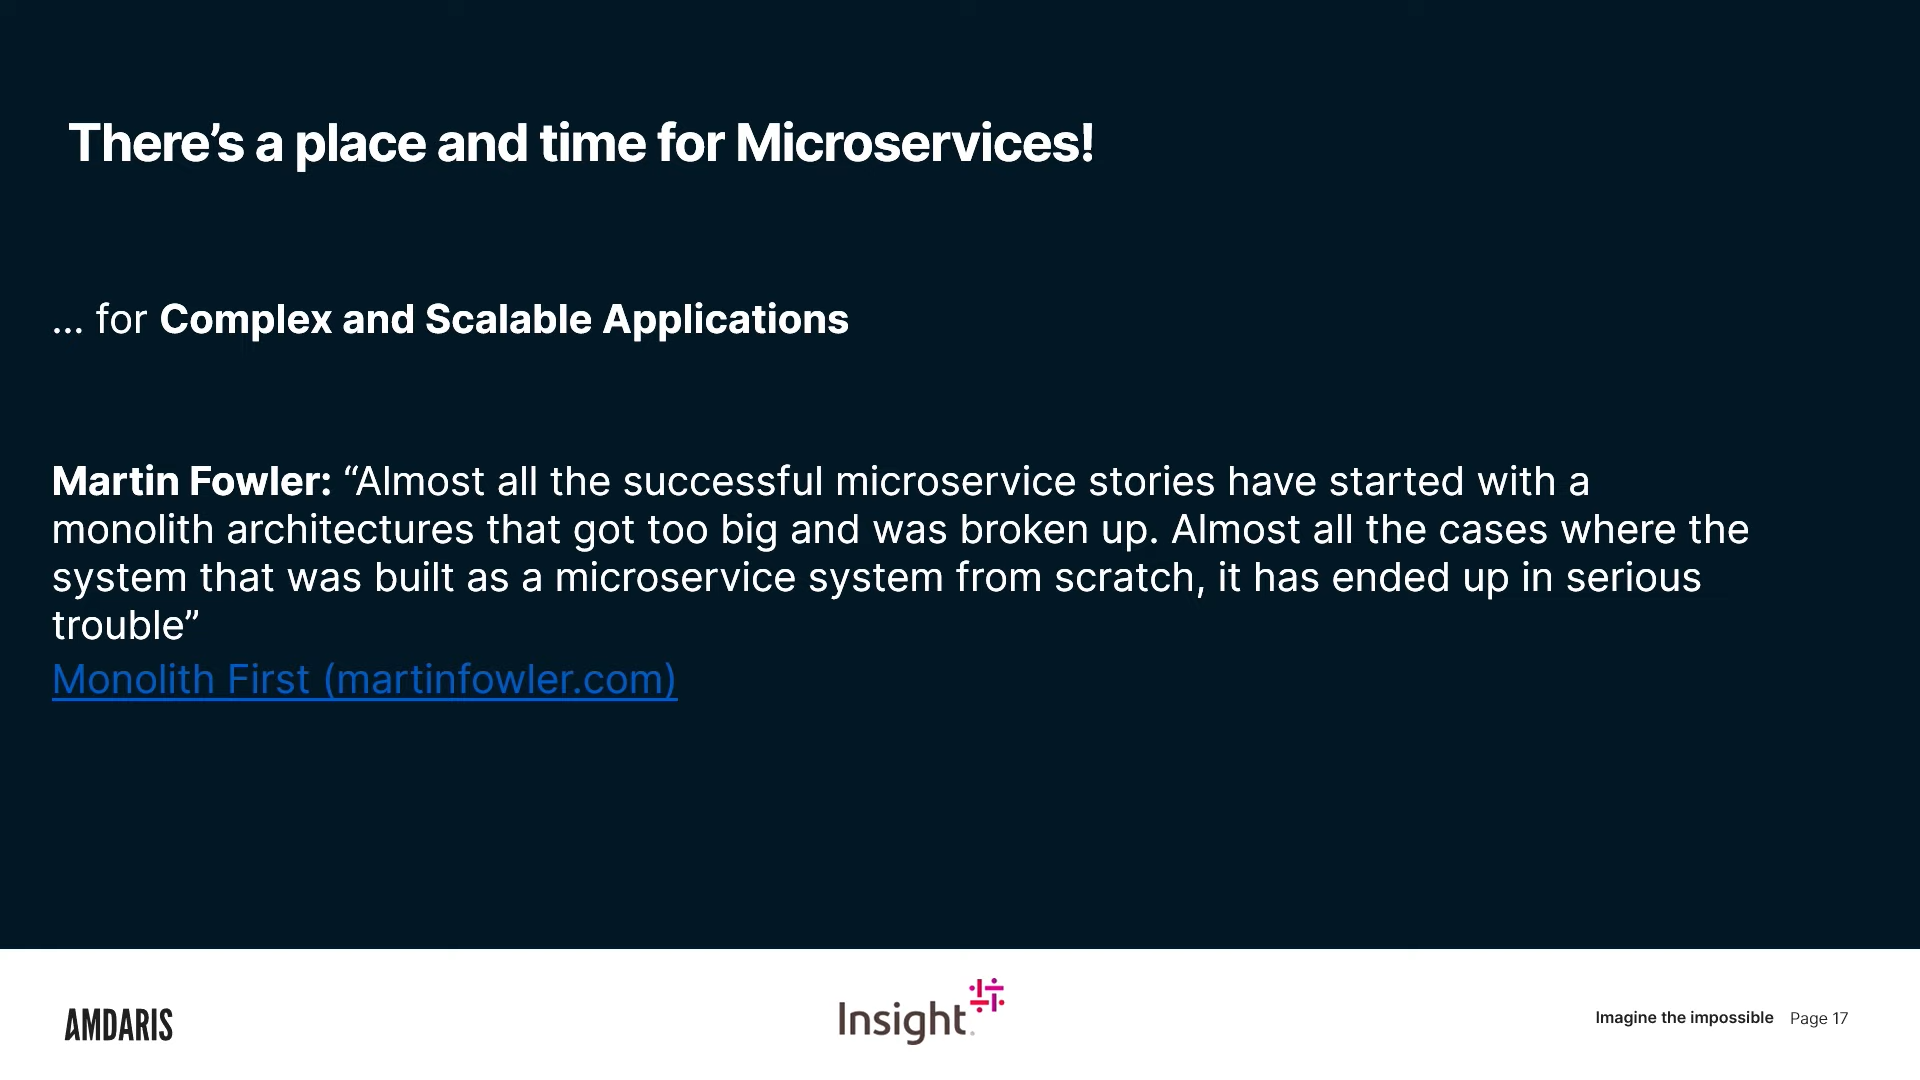 There’s a place and time for Microservices!
… for Complex and Scalable Applications
Martin Fowler: “Almost all the successful microservice stories have started with a
monolith architectures that got too big and was broken up. Almost all the cases where the
system that was built as a microservice system from scratch, it has ended up in serious
trouble”
Monolith First (martinfowler.com)
AMDARIS
Insight
Imagine the impossible Page 17